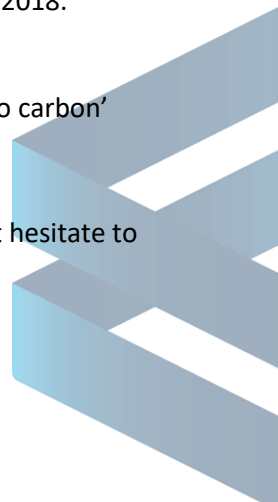 2018.
o carbon’
t hesitate to